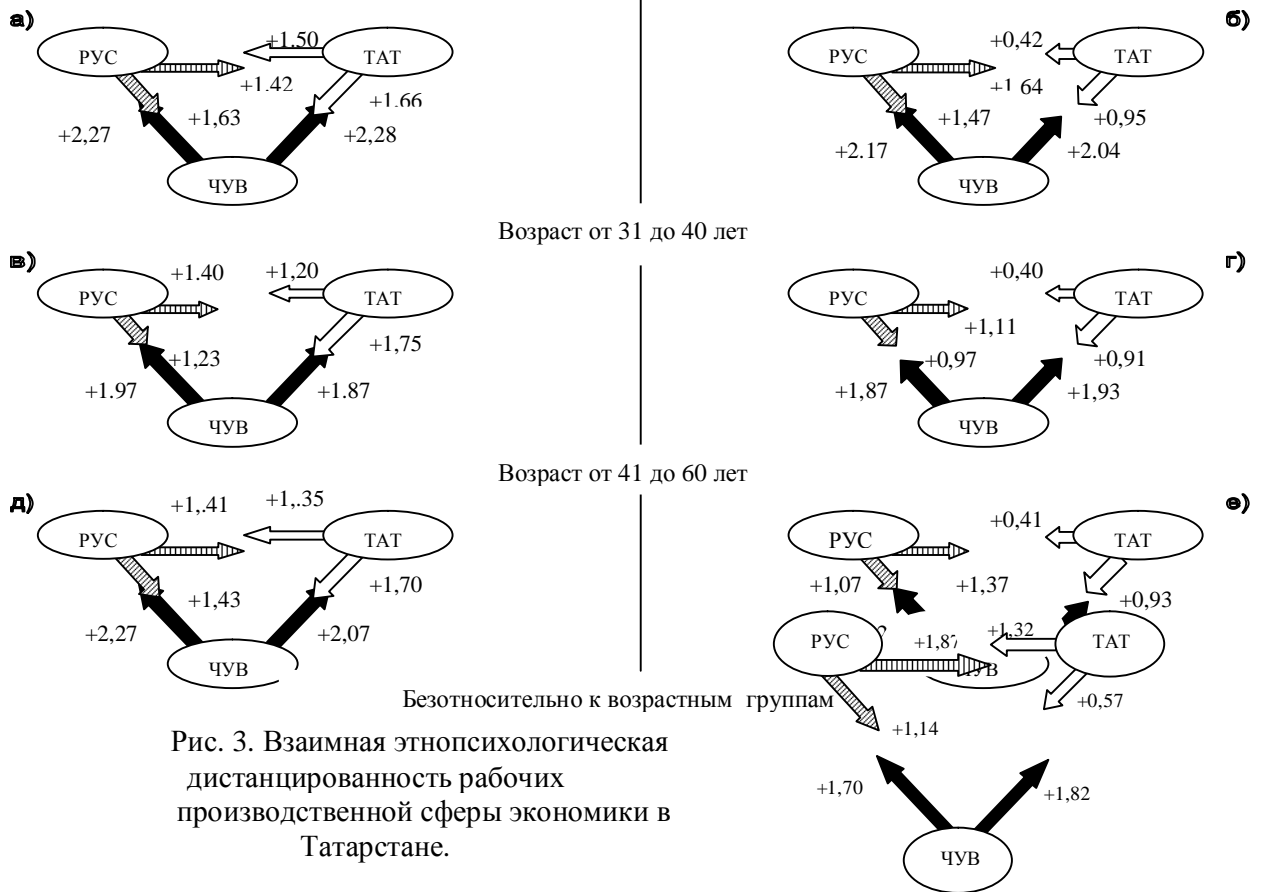 а)
б)
РУС
+1.50
ТАТ
+1.42
+1.66
+2,27
+1,63
+2,28
ЧУВ
РУС
+0,42
ТАТ
+1,64
+0,95
+2.17
+1,47
+2.04
ЧУВ
Возраст от 31 до 40 лет
в)
г)
РУС
+1.40
+1,20
ТАТ
+1,75
+1,23
+1.97
+1.87
ЧУВ
РУС
+0,40
ТАТ
+1,11
+0,97
+0,91
+1,87
+1,93
ЧУВ
Возраст от 41 до 60 лет
д)
е)
РУС
+1,.41
+1,.35
ТАТ
+1,70
+1,43
+2,27
+2,07
ЧУВ
РУС
+0,41
ТАТ
+1,07
+1,37
+0,93
РУС
+1,87
+1,32
ТАТ
ЧУВ
+0,57
+1,14
+1,70
+1,82
ЧУВ
Безотносительно к возрастным группам
Рис. 3. Взаимная этнопсихологическая
дистанцированность рабочих
производственной сферы экономики в
Татарстане.